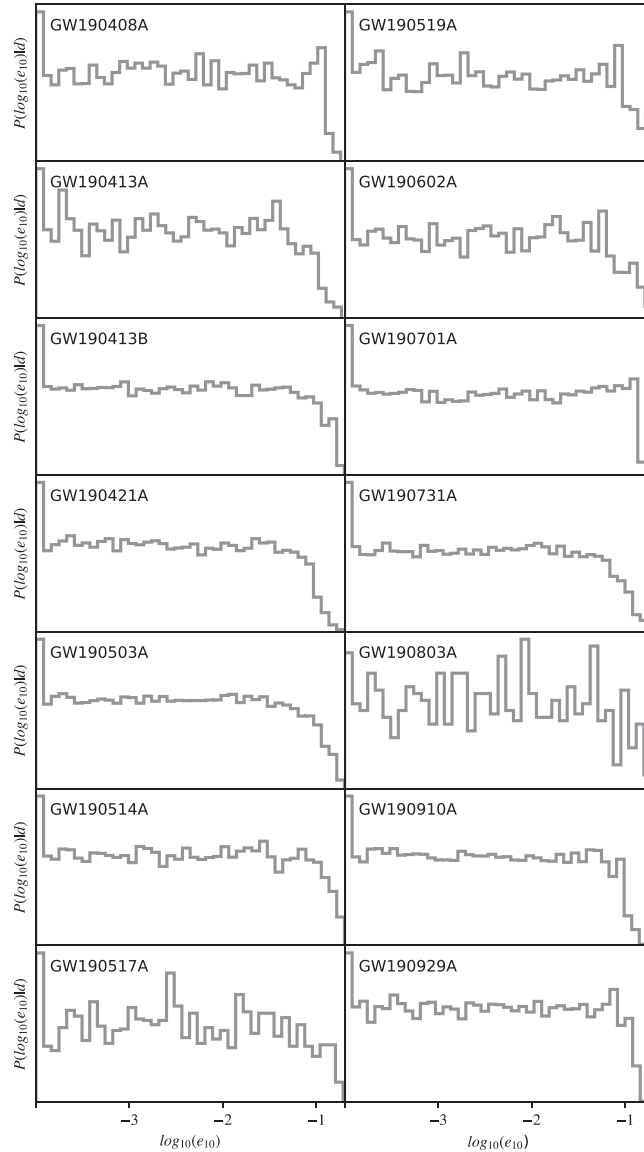 GW190408A
GW190519A
P(log₁₀(e₁₀)|d)
GW190413A
GW190602A
P(log₁₀(e₁₀)|d)
GW190413B
GW190701A
P(log₁₀(e₁₀)|d)
GW190421A
GW190731A
P(log₁₀(e₁₀)|d)
GW190503A
GW190803A
P(log₁₀(e₁₀)|d)
GW190514A
GW190910A
P(log₁₀(e₁₀)|d)
GW190517A
GW190929A
P(log₁₀(e₁₀)|d)
−3 −2 −1
−3 −2 −1
log₁₀(e₁₀)
log₁₀(e₁₀)